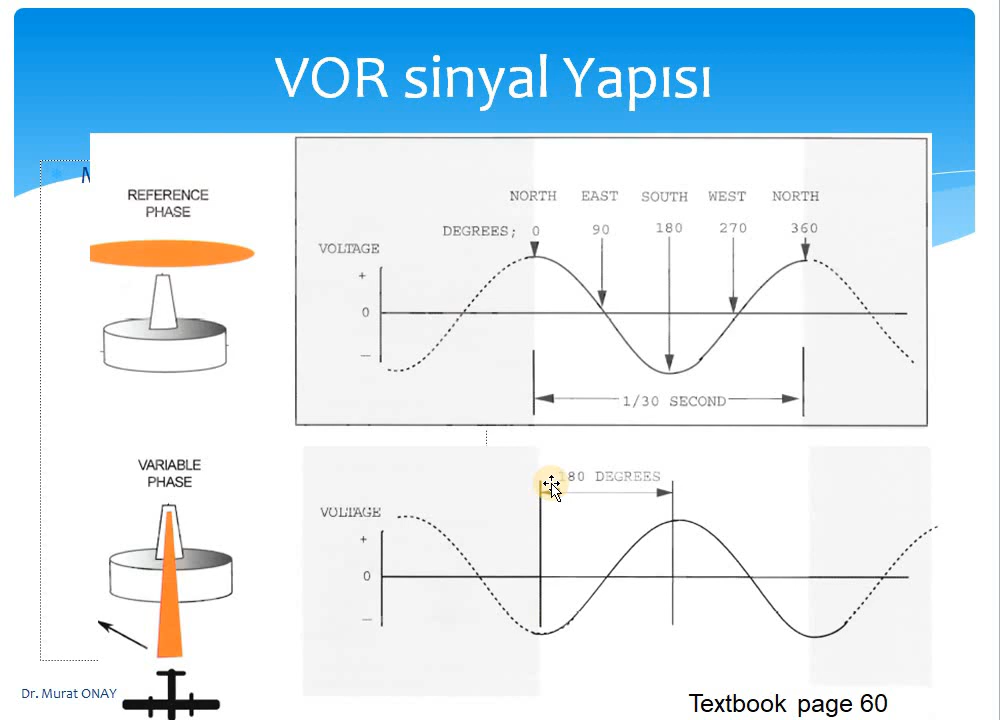 VOR sinyal Yapısı
REFERENCE
PHASE
NORTH EAST SOUTH WEST NORTH
DEGREES; 0 90 180 270 360
VOLTAGE
+
0
—
1/30 SECOND
VARIABLE
PHASE
180 DEGREES
VOLTAGE
+
0
—
Dr. Murat ONAY
Textbook page 60